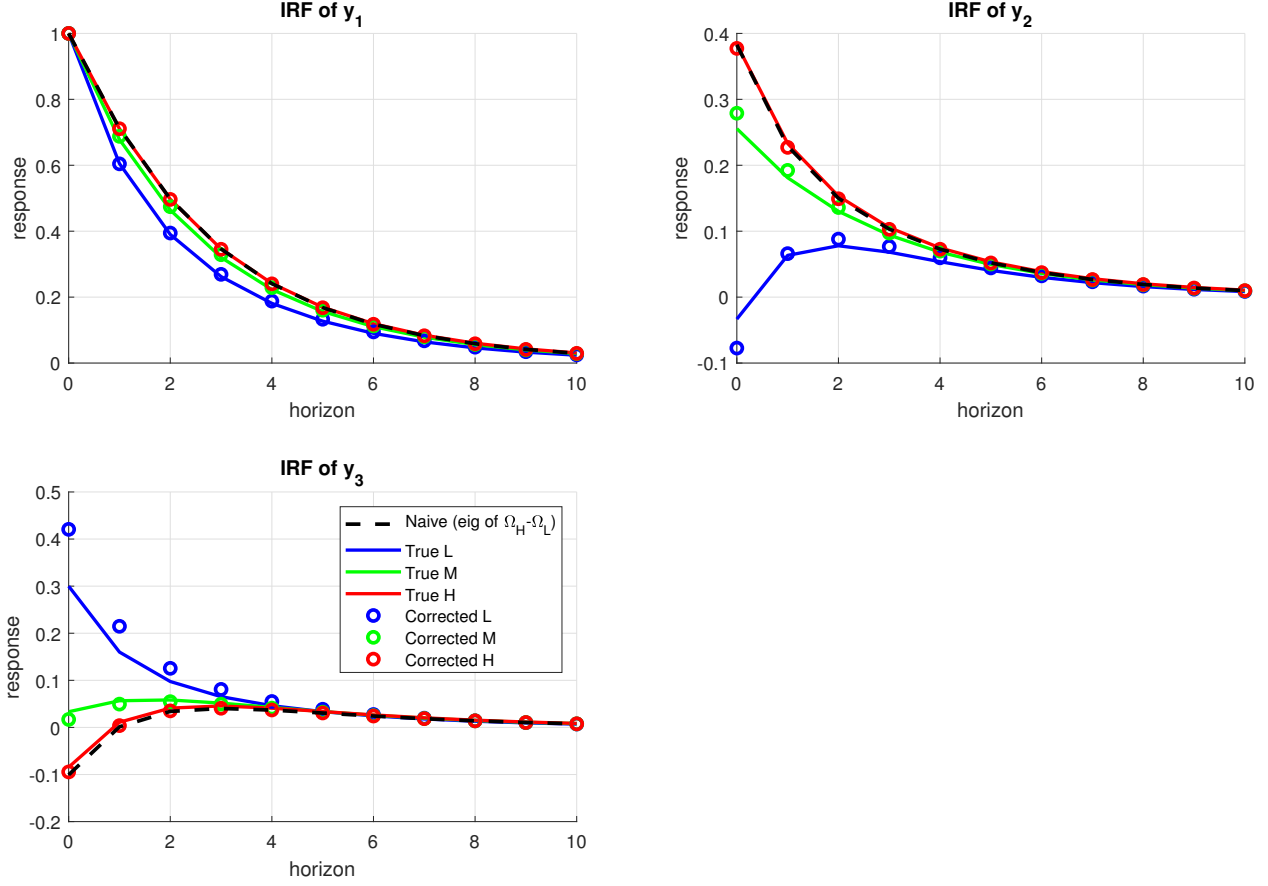 IRF of y1
1
0.8
0.6
0.4
0.2
0
response
0 2 4 6 8 10
horizon
IRF of y2
0.4
0.3
0.2
0.1
0
-0.1
response
0 2 4 6 8 10
horizon
IRF of y3
0.5
0.4
0.3
0.2
0.1
0
-0.1
-0.2
response
0 2 4 6 8 10
horizon
Naive (eig of ΩH-ΩL)
True L
True M
True H
Corrected L
Corrected M
Corrected H